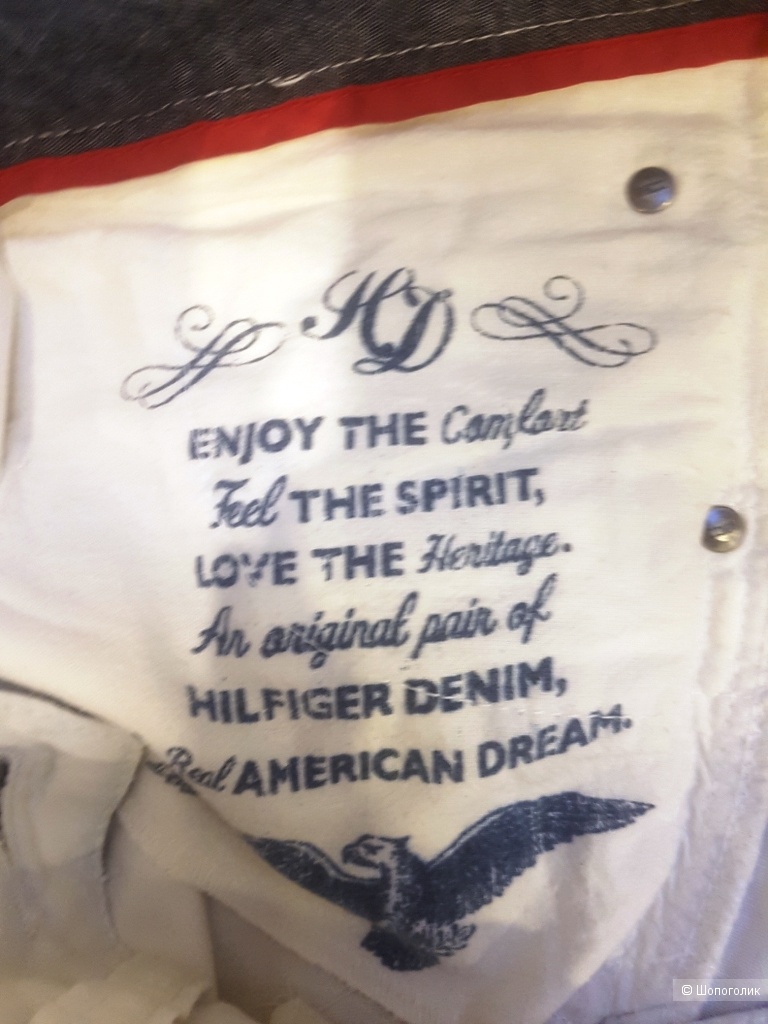 HD
ENJOY THE Comfort
Feel THE SPIRIT,
LOVE THE Heritage.
An original pair of
HILFIGER DENIM,
Real AMERICAN DREAM.
© Шопоголик